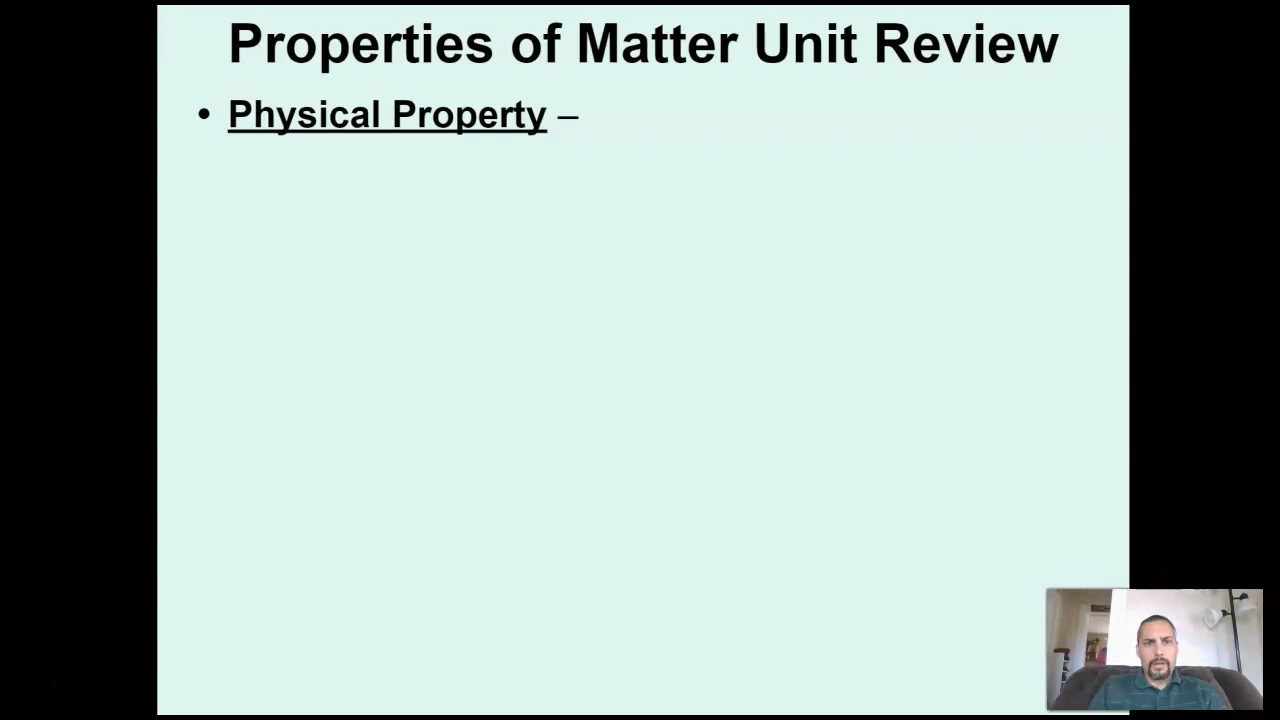 Properties of Matter Unit Review
• Physical Property –